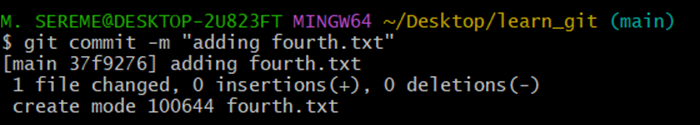 M. SEREME@DESKTOP-2U823FT MINGW64 ~/Desktop/learn_git (main)
$ git commit -m "adding fourth.txt"
[main 37f9276] adding fourth.txt
 1 file changed, 0 insertions(+), 0 deletions(-)
 create mode 100644 fourth.txt